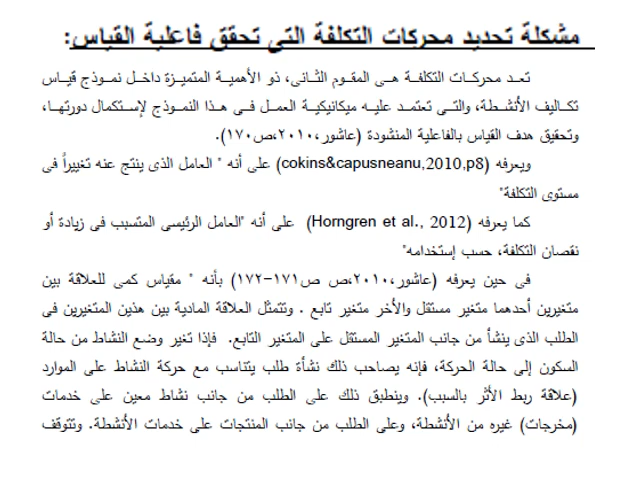 مشكلة تحديد محركات التكلفة التى تحقق فاعلية القياس:
تعد محركات التكلفة هى المقوم الثانى، ذو الأهمية المتميزة داخل نموذج قياس
تكاليف الأنشطة، والتى تعتمد عليه ميكانيكية العمل فى هذا النموذج لإستكمال دورتها،
وتحقيق هدف القياس بالفاعلية المنشودة (عاشور،٢٠١٠،ص١٧٠).
ويعرفه (cokins&capusneanu,2010,p8) على أنه " العامل الذى ينتج عنه تغييراً فى
مستوى التكلفة"
كما يعرفه (Horngren et al., 2012) على أنه "العامل الرئيسى المتسبب فى زيادة أو
نقصان التكلفة، حسب إستخدامه"
فى حين يعرفه (عاشور،٢٠١٠،ص ص١٧١-١٧٢) بأنه " مقياس كمى للعلاقة بين
متغيرين أحدهما متغير مستقل والأخر متغير تابع . وتتمثل العلاقة المادية بين هذين المتغيرين فى
الطلب الذى ينشأ من جانب المتغير المستقل على المتغير التابع. فإذا تغير وضع النشاط من حالة
السكون إلى حالة الحركة، فإنه يصاحب ذلك نشأة طلب يتناسب مع حركة النشاط على الموارد
(علاقة ربط الأثر بالسبب). وينطبق ذلك على الطلب من جانب نشاط معين على خدمات
(مخرجات) غيره من الأنشطة، وعلى الطلب من جانب المنتجات على خدمات الأنشطة. وتتوقف